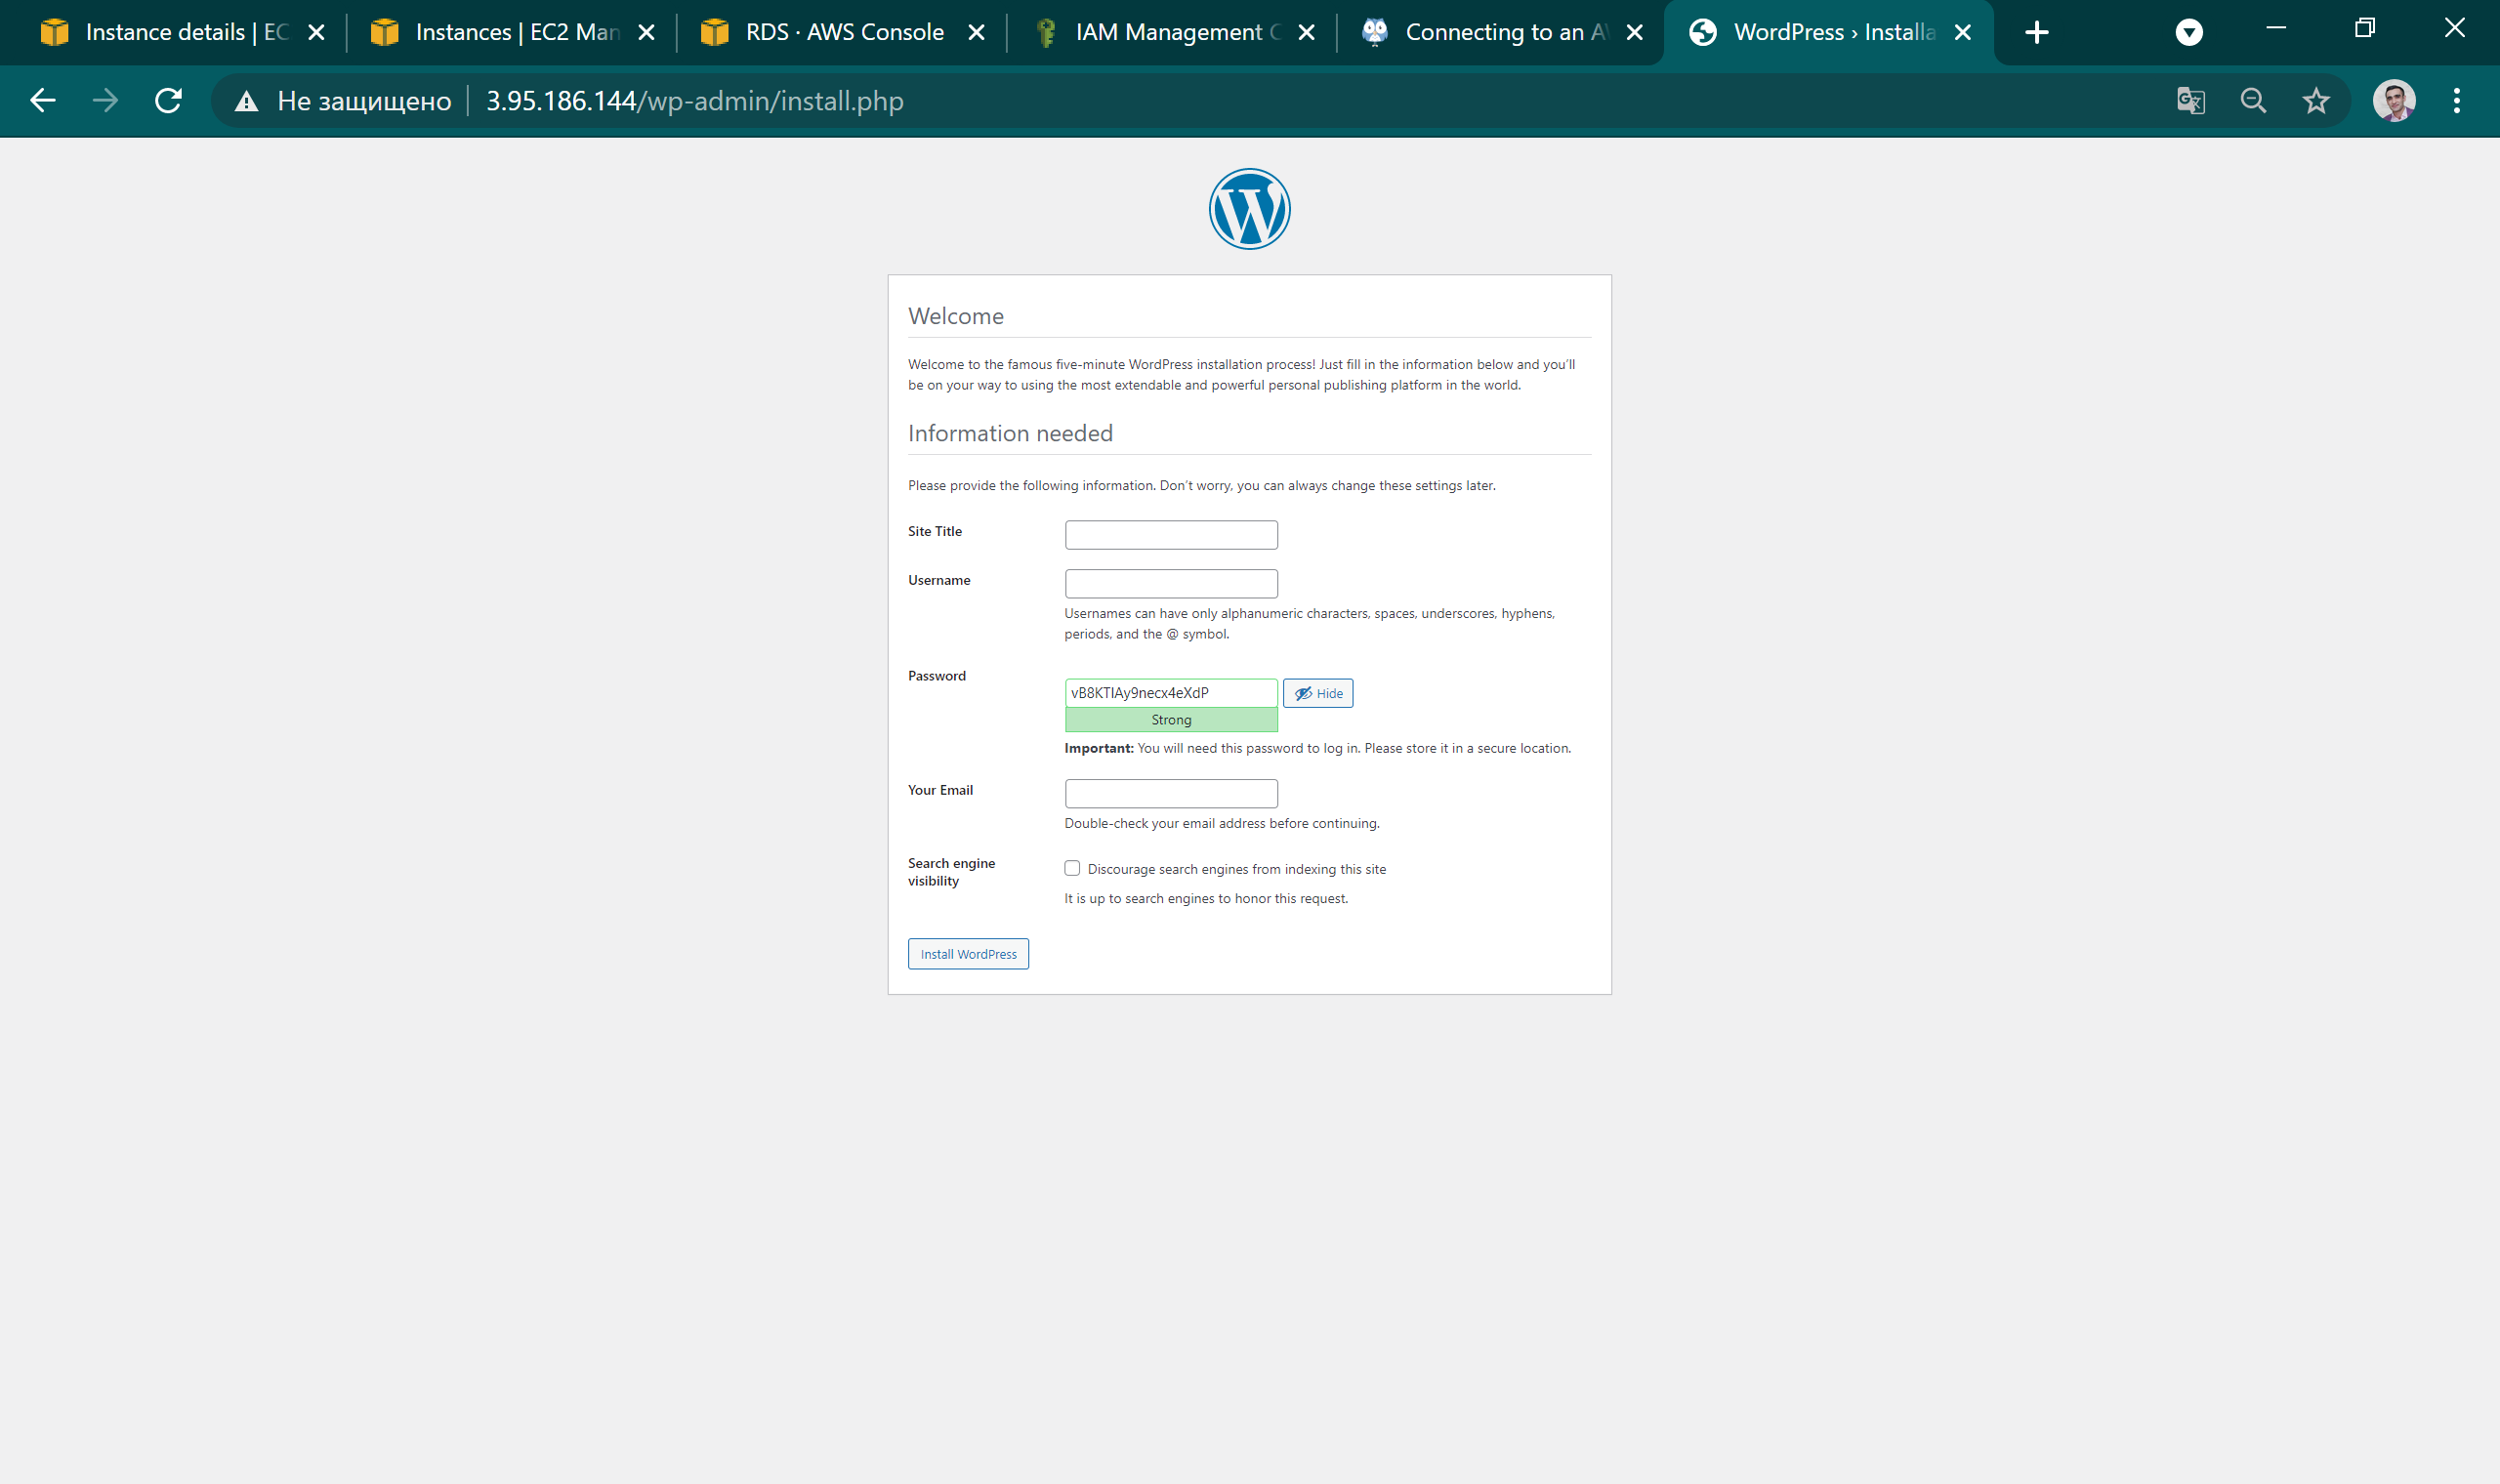 Instance details | EC
Instances | EC2 Man
RDS · AWS Console
IAM Management C
Connecting to an A
WordPress › Installa
Не защищено
3.95.186.144/wp-admin/install.php
Welcome
Welcome to the famous five-minute WordPress installation process! Just fill in the information below and you’ll
be on your way to using the most extendable and powerful personal publishing platform in the world.
Information needed
Please provide the following information. Don’t worry, you can always change these settings later.
Site Title
Username
Usernames can have only alphanumeric characters, spaces, underscores, hyphens,
periods, and the @ symbol.
Password
vB8KTIAy9necx4eXdP
Hide
Strong
Important: You will need this password to log in. Please store it in a secure location.
Your Email
Double-check your email address before continuing.
Search engine
visibility
Discourage search engines from indexing this site
It is up to search engines to honor this request.
Install WordPress